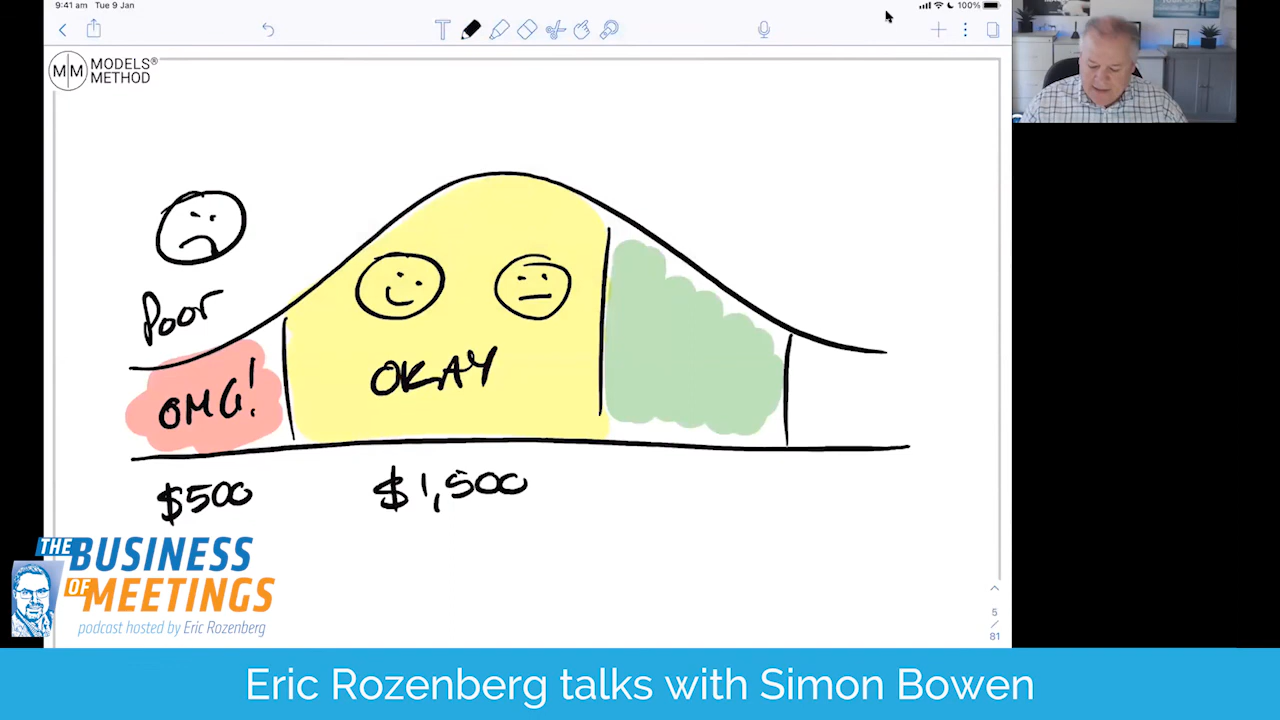 9:41 am Tue 9 Jan
100%
T
M M
MODELS®
METHOD
Poor
OMG!
OKAY
$500
$1,500
5
/
81
THE
BUSINESS
OF
MEETINGS
podcast hosted by Eric Rozenberg
Eric Rozenberg talks with Simon Bowen